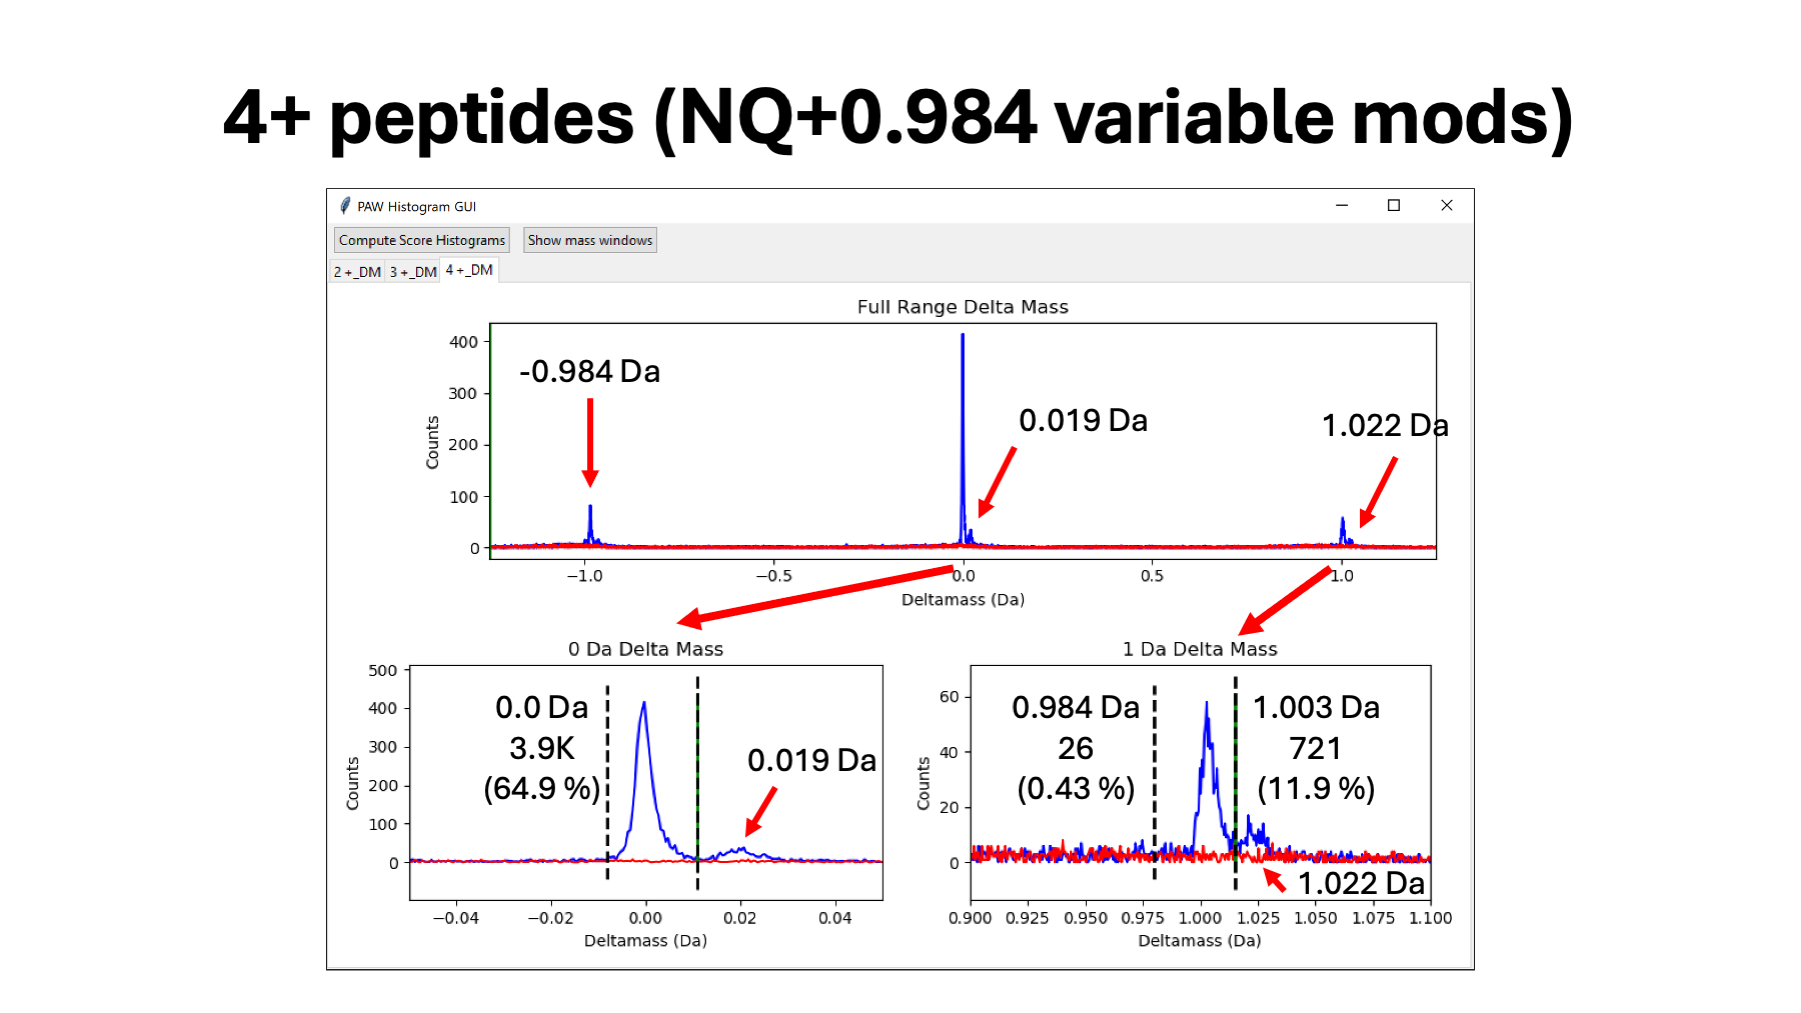 4+ peptides (NQ+0.984 variable mods)
PAW Histogram GUI
Compute Score Histograms
Show mass windows
2 +_DM
3 +_DM
4 +_DM
Full Range Delta Mass
400
300
200
100
0
Counts
-0.984 Da
0.019 Da
1.022 Da
−1.0
−0.5
0.0
0.5
1.0
Deltamass (Da)
0 Da Delta Mass
500
400
300
200
100
0
Counts
0.0 Da
3.9K
(64.9 %)
0.019 Da
−0.04
−0.02
0.00
0.02
0.04
Deltamass (Da)
1 Da Delta Mass
60
40
20
0
Counts
0.984 Da
26
(0.43 %)
1.003 Da
721
(11.9 %)
1.022 Da
0.900
0.925
0.950
0.975
1.000
1.025
1.050
1.075
1.100
Deltamass (Da)